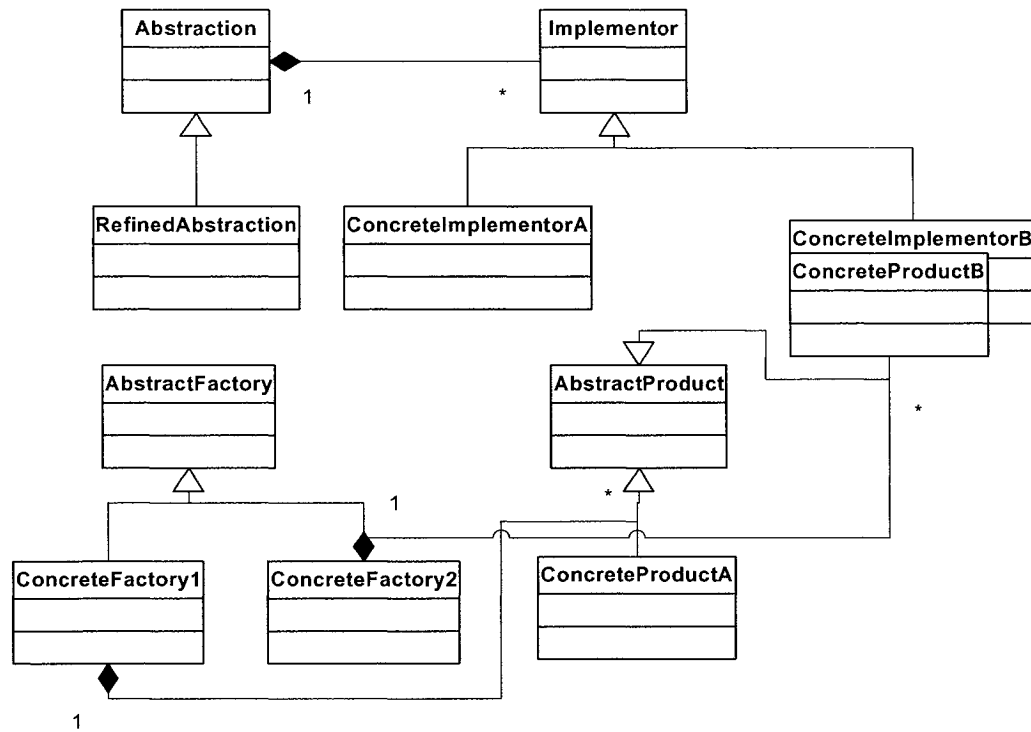 Abstraction
Implementor
1
*
RefinedAbstraction
ConcreteImplementorA
ConcreteImplementorB
ConcreteProductB
AbstractFactory
AbstractProduct
*
1
*
ConcreteFactory1
ConcreteFactory2
ConcreteProductA
1